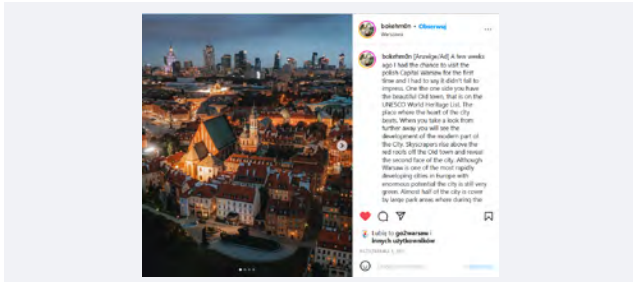 bokehm0n • Obserwuj
Warszawa
bokehm0n [Anzeige/Ad] A few weeks
ago I had the chance to visit the
polish Capital Warsaw for the first
time and I had to say it didn't fail to
impress. One the one side you have
the beautiful Old town, that is on the
UNESCO World Heritage List. The
place where the heart of the city
beats. When you take a look from
further away you will see the
development of the modern part of
the City. Skyscrapers rise above the
red roofs off the Old town and reveal
the second face of the city. Although
Warsaw is one of the most rapidly
developing cities in Europe with
enormous potential the city is still very
green. Almost half of the city is cover
by large park areas where during the
Lubią to go2warsaw i
innych użytkowników